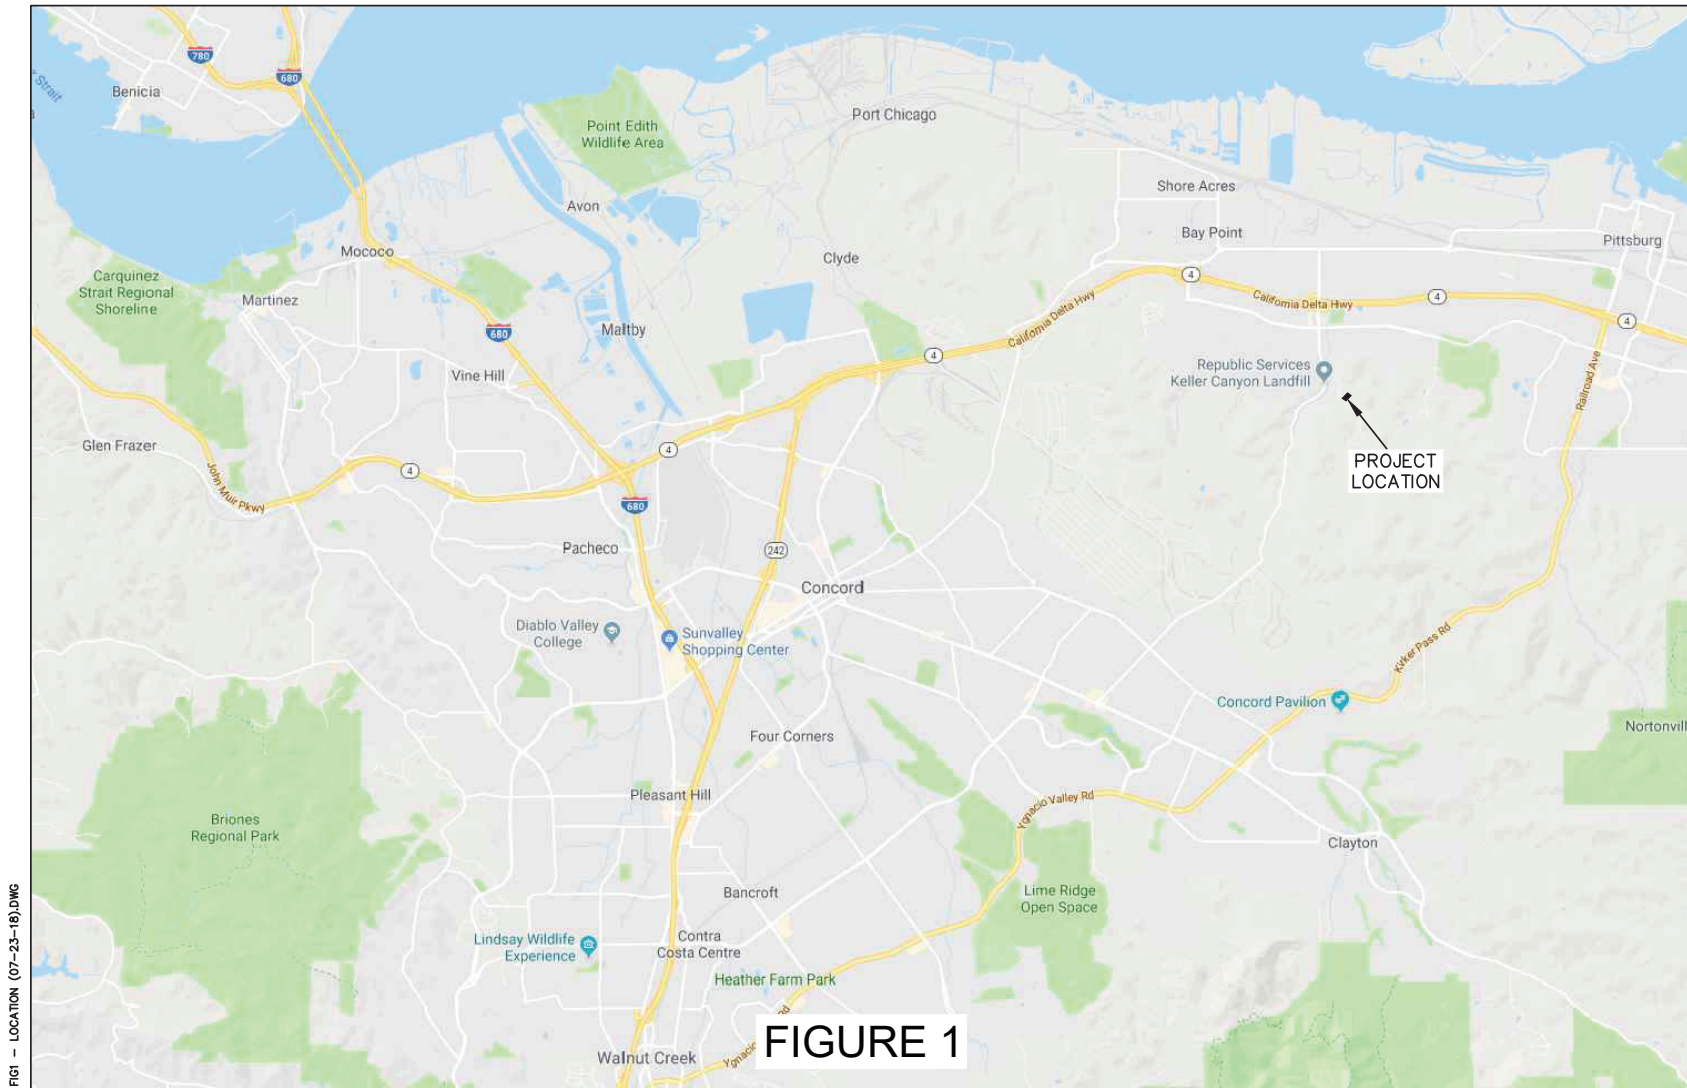 780
680
Benicia
Strait
Port Chicago
Point Edith
Wildlife Area
Shore Acres
Avon
Bay Point
Pittsburg
Mococo
Clyde
4
California Delta Hwy
4
California Delta Hwy
4
Carquinez
Strait Regional
Shoreline
Martinez
680
Maltby
4
4
Republic Services
Keller Canyon Landfill
Vine Hill
Railroad Ave
Glen Frazer
4
PROJECT
LOCATION
4
John Muir Pkwy
680
Pacheco
242
Concord
Diablo Valley
College
Sunvalley
Shopping Center
Kirker Pass Rd
Concord Pavilion
Nortonvill
Four Corners
Pleasant Hill
Ygnacio Valley Rd
Briones
Regional Park
Clayton
Bancroft
Lime Ridge
Open Space
Lindsay Wildlife
Experience
Contra
Costa Centre
Heather Farm Park
Rd
FIGURE 1
Walnut Creek
Ygnacio
FIG1 - LOCATION (07-23-18).DWG